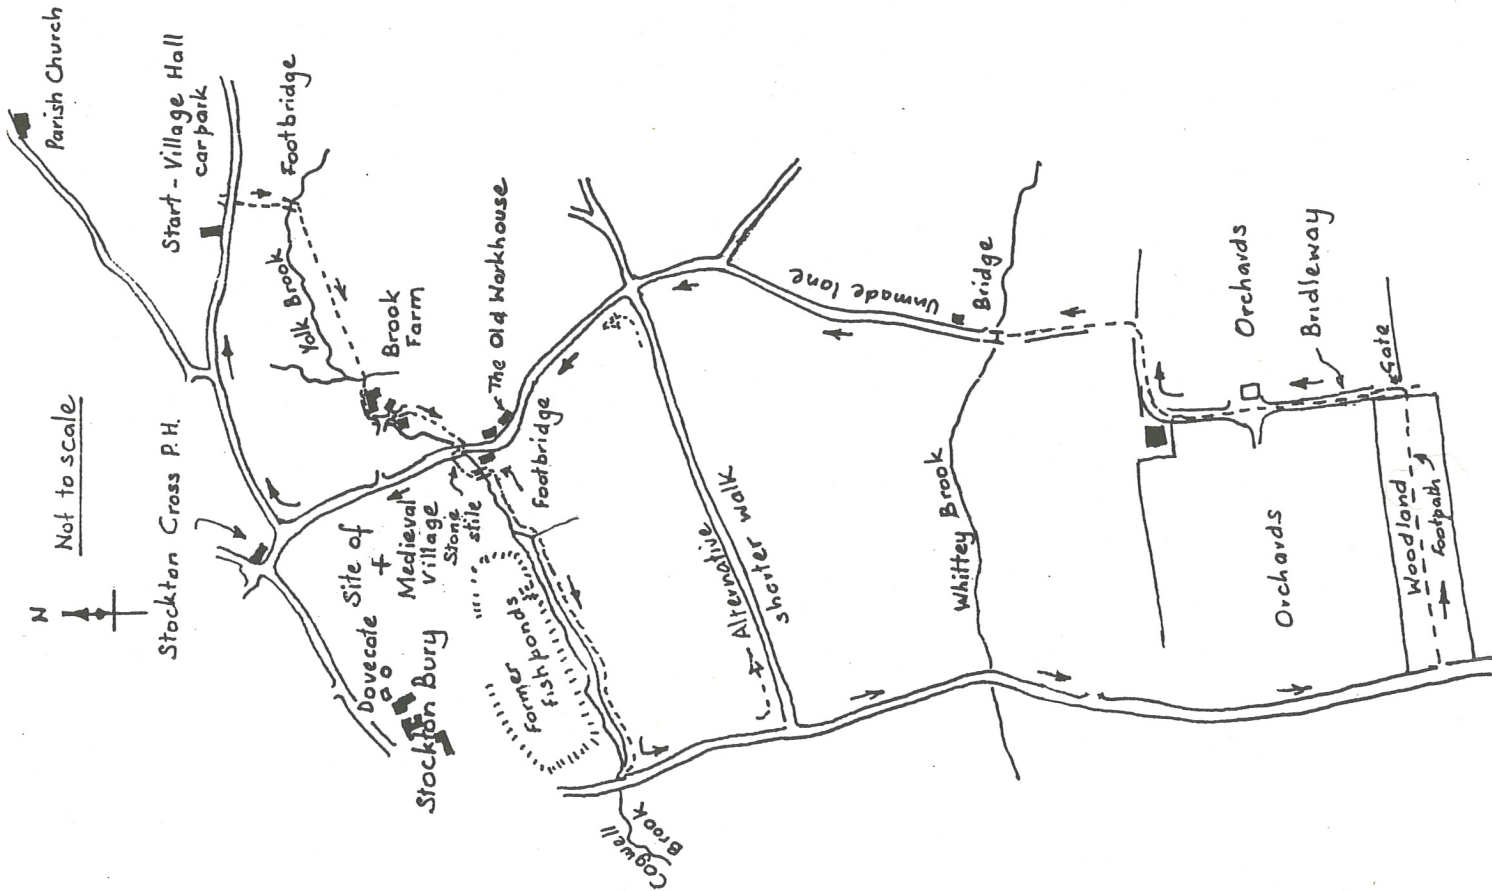 Parish Church
Start - Village Hall
carpark
Footbridge
Not to scale
N
Stockton Cross P.H.
Yolk Brook
Brook
Farm
The Old Workhouse
Footbridge
Stone
stile
Site of
Medieval
Village
Dovecote
Stockton Bury
Former
fishponds
Cogwell
Brook
Alternative
shorter walk
Unmade lane
Bridge
Whittey Brook
Orchards
Bridleway
Gate
Orchards
Woodland
Footpath